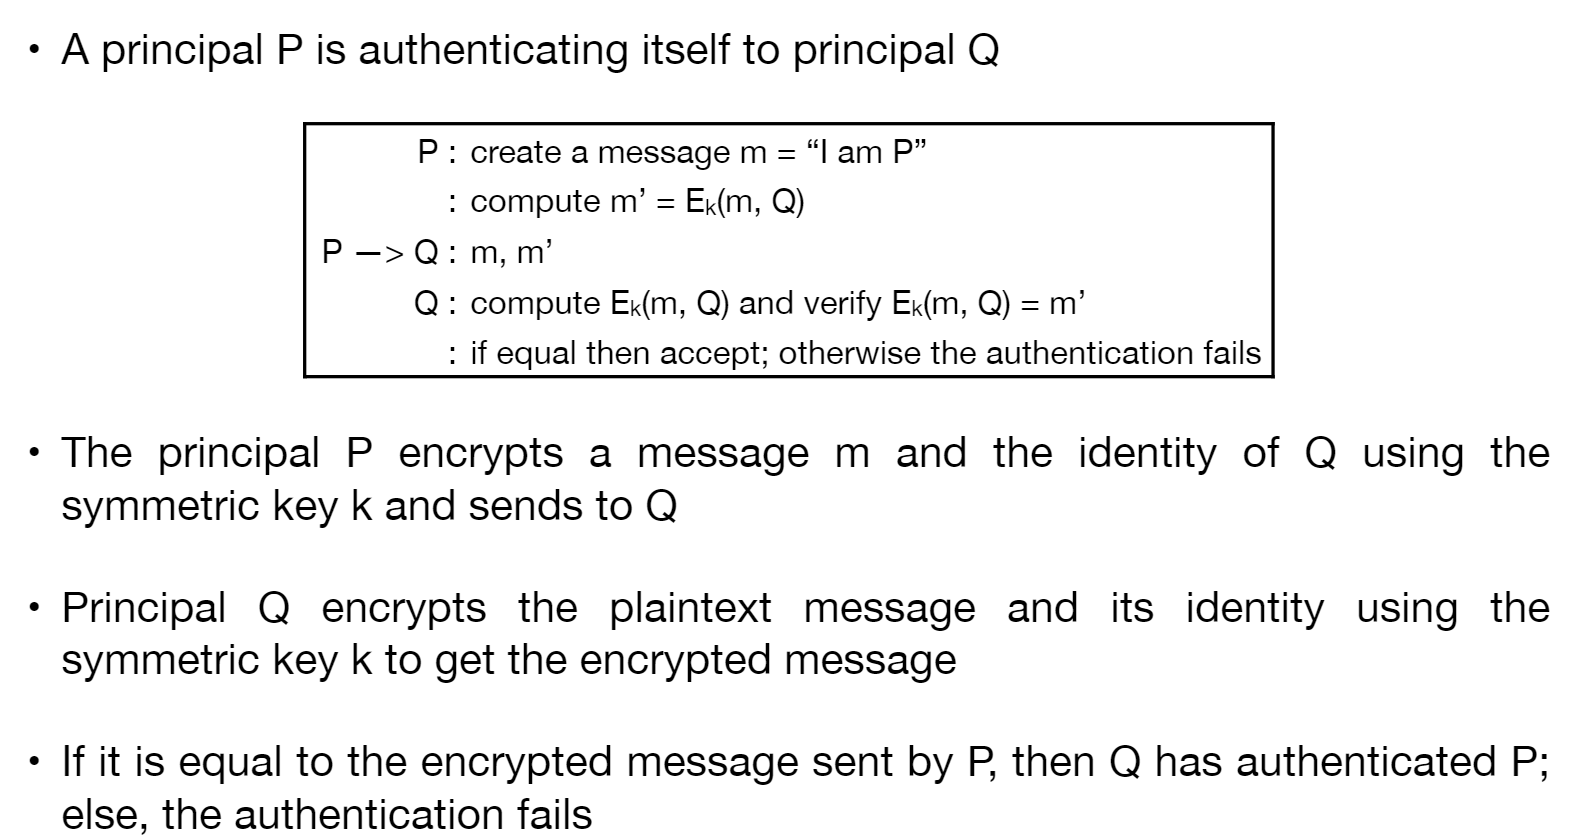 • A principal P is authenticating itself to principal Q
P : create a message m = “I am P”
: compute m’ = Eₖ(m, Q)
P —> Q : m, m’
Q : compute Eₖ(m, Q) and verify Eₖ(m, Q) = m’
: if equal then accept; otherwise the authentication fails
• The principal P encrypts a message m and the identity of Q using the
symmetric key k and sends to Q
• Principal Q encrypts the plaintext message and its identity using the
symmetric key k to get the encrypted message
• If it is equal to the encrypted message sent by P, then Q has authenticated P;
else, the authentication fails